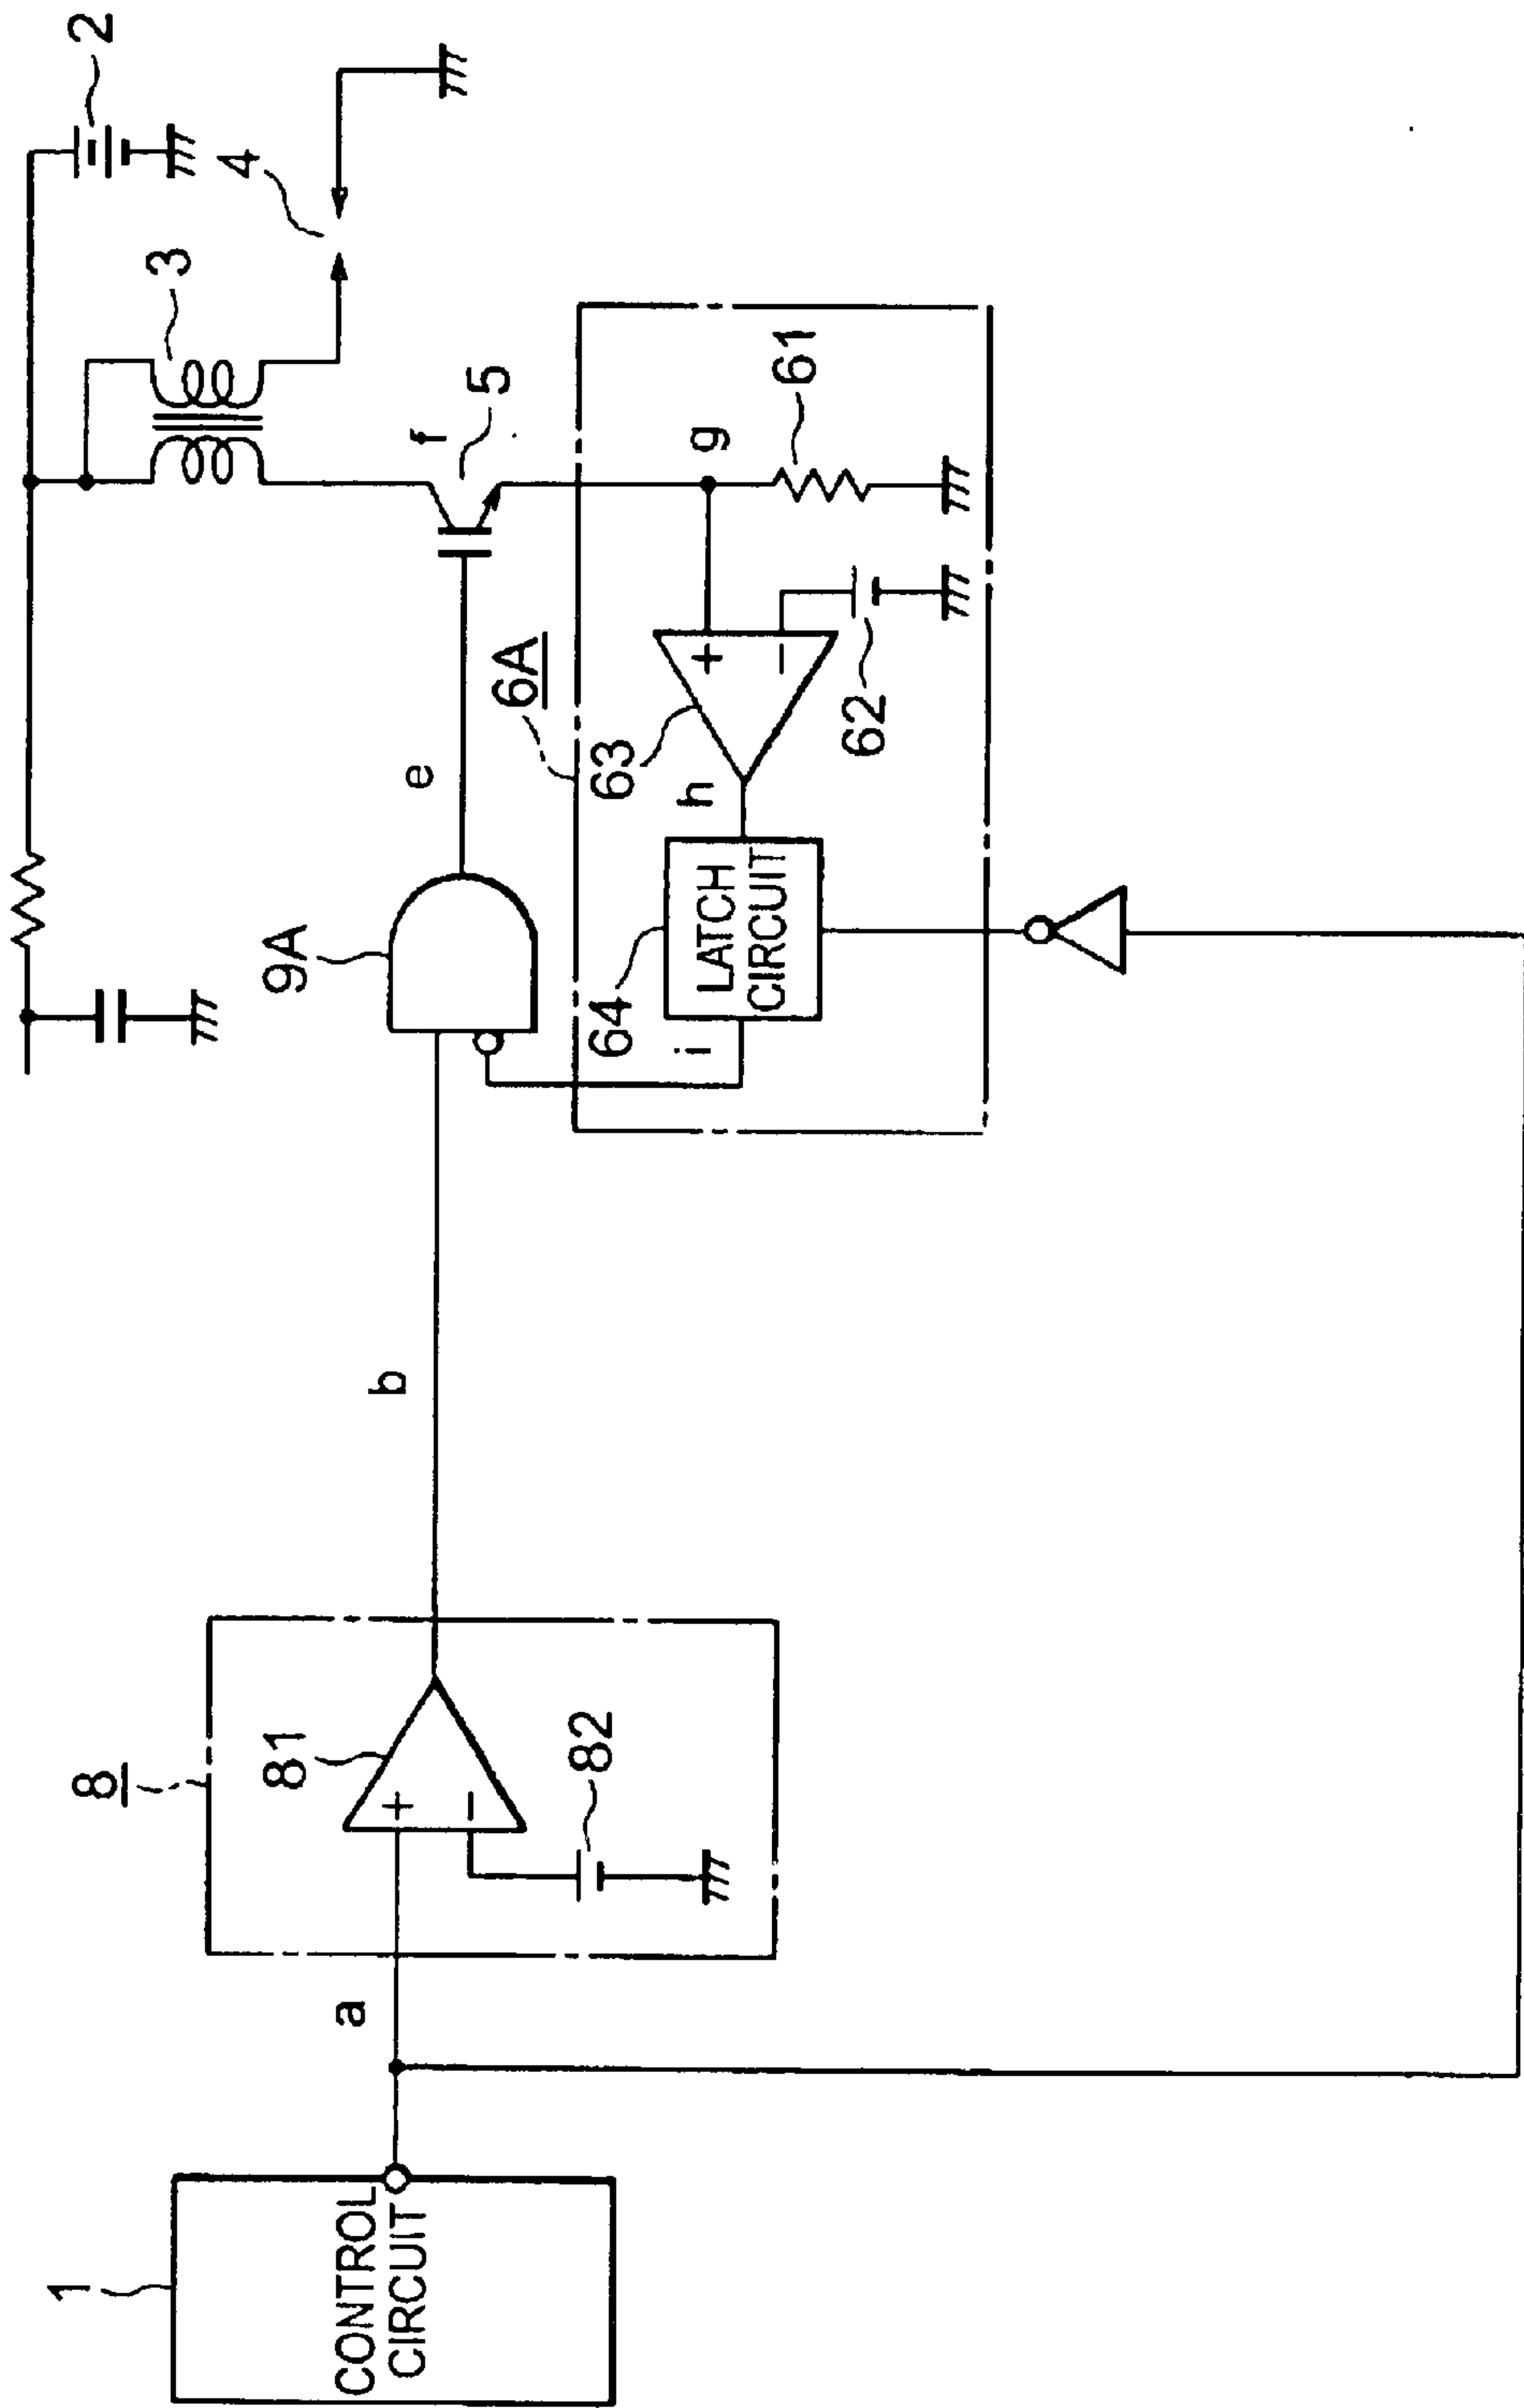 1
CONTROL
CIRCUIT
a
8
81
+
−
82
b
9A
e
6A
f
5
3
2
4
g
61
+
−
62
63
h
64
LATCH
CIRCUIT
i